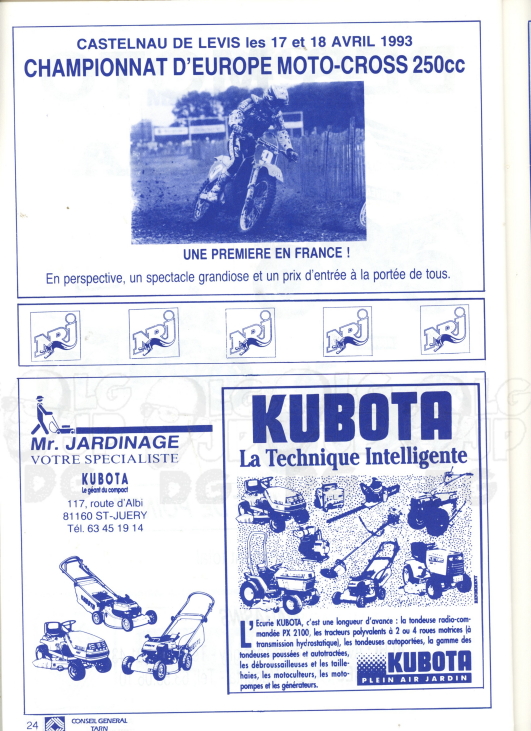 CASTELNAU DE LEVIS les 17 et 18 AVRIL 1993
CHAMPIONNAT D'EUROPE MOTO-CROSS 250cc
UNE PREMIERE EN FRANCE !
En perspective, un spectacle grandiose et un prix d'entrée à la portée de tous.
NRJ NRJ NRJ NRJ NRJ
Mr. JARDINAGE
VOTRE SPECIALISTE
KUBOTA
Le géant du compact
117, route d'Albi
81160 ST-JUERY
Tél. 63 45 19 14
KUBOTA
La Technique Intelligente
L'Ecurie KUBOTA, c'est une longueur d'avance : la tondeuse radio-com-
mandée PX 2100, les tracteurs polyvalents à 2 ou 4 roues motrices (à
transmission hydrostatique), les tondeuses autoportées, la gamme des
tondeuses poussées et autotractées,
les débroussailleuses et les taille-
haies, les motoculteurs, les moto-
pompes et les générateurs.
KUBOTA
PLEIN AIR JARDIN
24
CONSEIL GENERAL
TARN